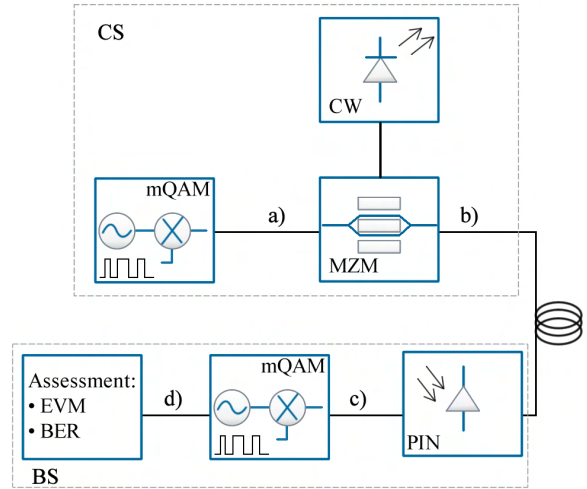 CS
CW
mQAM
a)
b)
MZM
mQAM
Assessment:
• EVM
• BER
d)
c)
PIN
BS